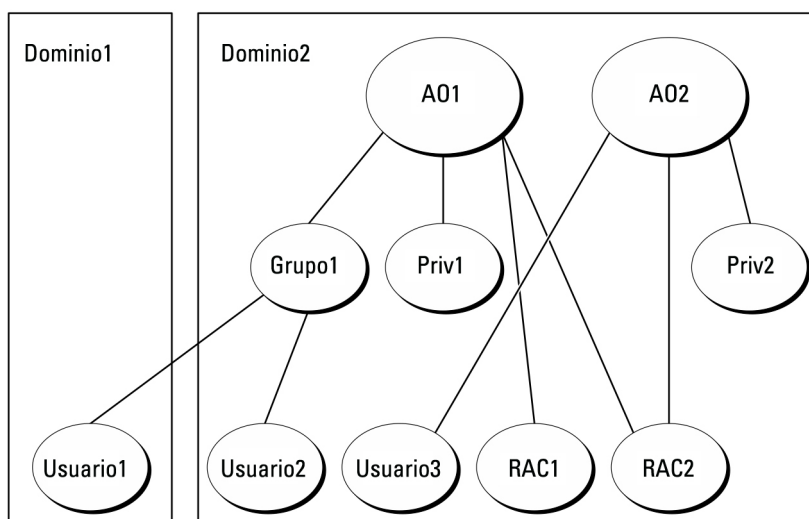 Dominio1
Dominio2
AO1
AO2
Grupo1
Priv1
Priv2
Usuario1
Usuario2
Usuario3
RAC1
RAC2